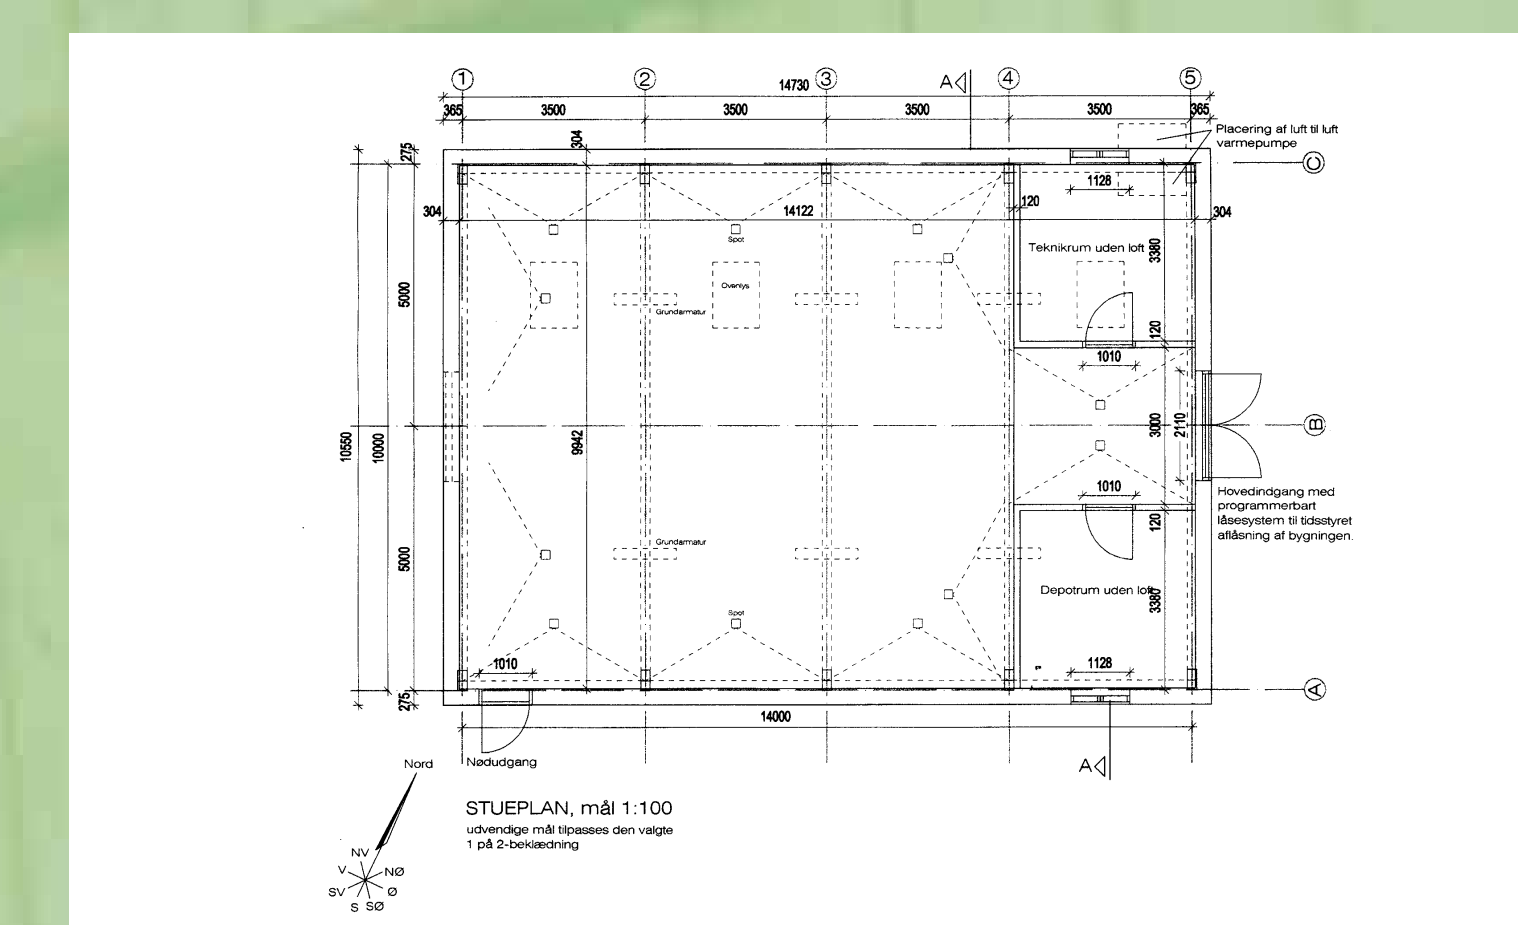 1
2
3
A
4
5
14730
365
3500
3500
3500
3500
365
Placering af luft til luft
varmepumpe
304
275
C
1128
304
14122
120
304
Spot
Teknikrum uden loft
3380
Ovenlys
5000
Grundarmatur
120
1010
10550
10000
9942
3000
2110
B
1010
Hovedindgang med
programmerbart
låsesystem til tidsstyret
aflåsning af bygningen.
120
Grundarmatur
5000
Depotrum uden loft
3380
Spot
1010
1128
275
A
14000
Nord
Nødudgang
A
STUEPLAN, mål 1:100
udvendige mål tilpasses den valgte
1 på 2-beklædning
NV
V
NØ
SV
Ø
S
SØ